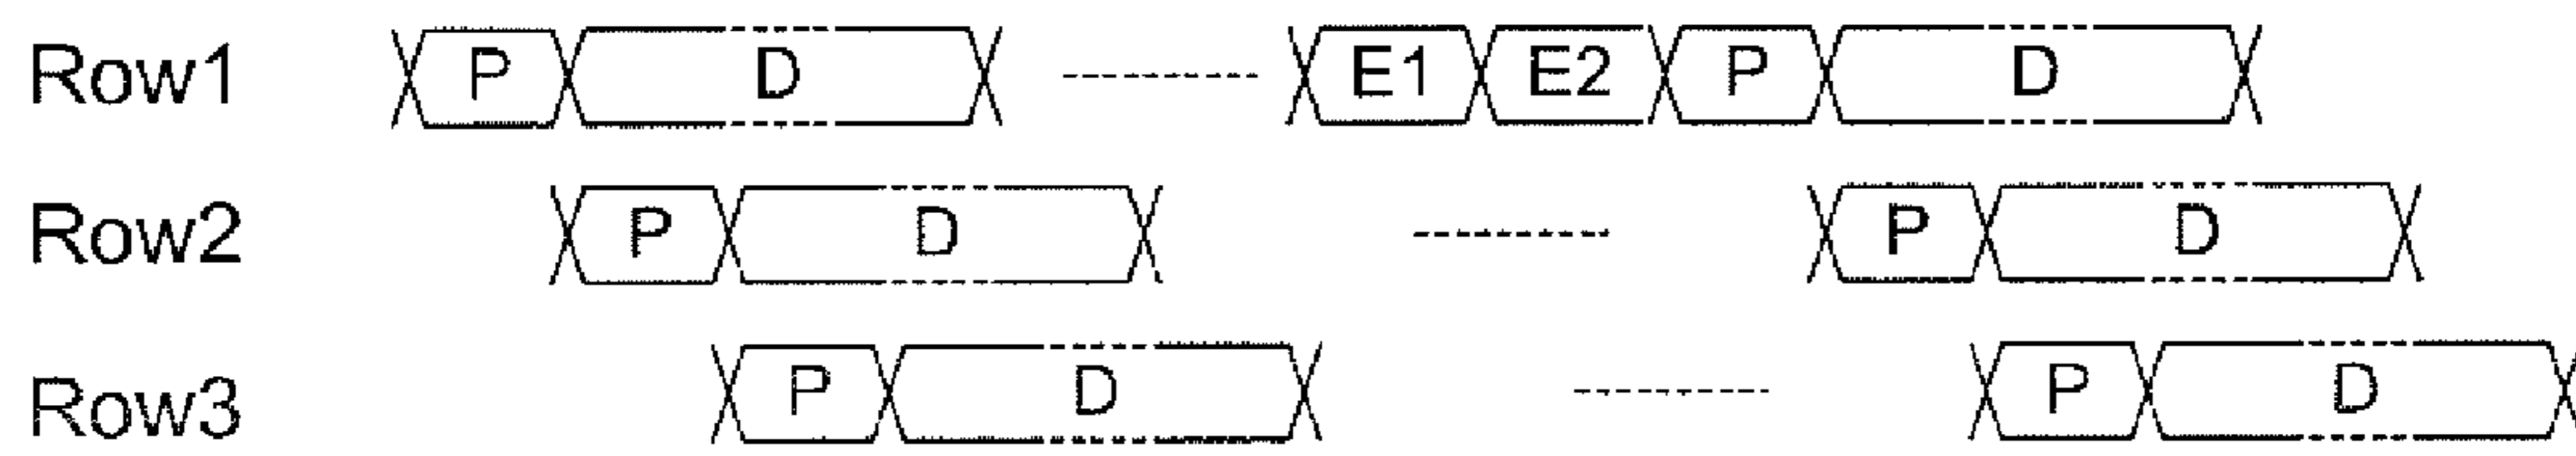 Row1 P D E1 E2 P D
Row2 P D P D
Row3 P D P D